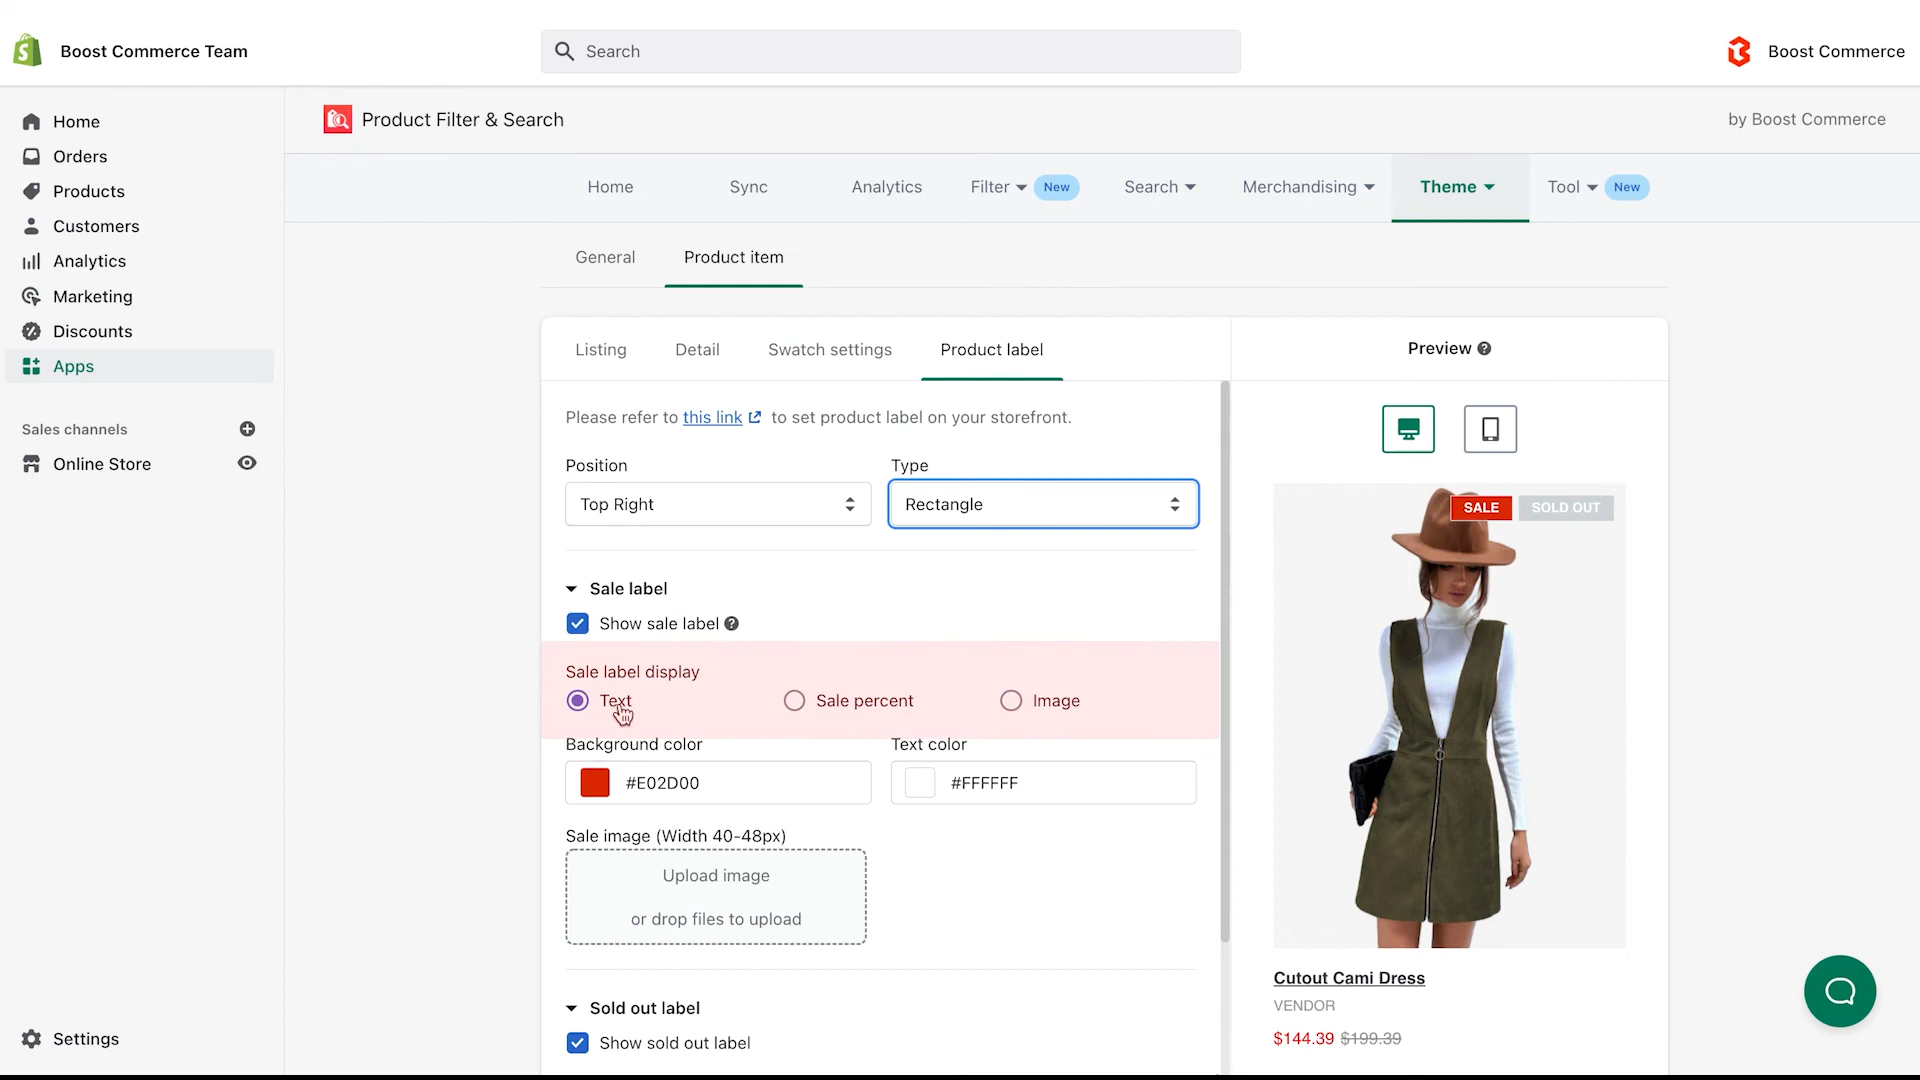 Boost Commerce Team
Search
Boost Commerce
Home
Orders
Products
Customers
Analytics
Marketing
Discounts
Apps
Sales channels
Online Store
Settings
Product Filter & Search
by Boost Commerce
Home Sync Analytics Filter New Search Merchandising Theme Tool New
General Product item
Listing Detail Swatch settings Product label
Please refer to this link to set product label on your storefront.
Position Type
Top Right Rectangle
Sale label
Show sale label
Sale label display
Text Sale percent Image
Background color Text color
#E02D00 #FFFFFF
Sale image (Width 40-48px)
Upload image
or drop files to upload
Sold out label
Show sold out label
Preview
SALE SOLD OUT
Cutout Cami Dress
VENDOR
$144.39 $199.39